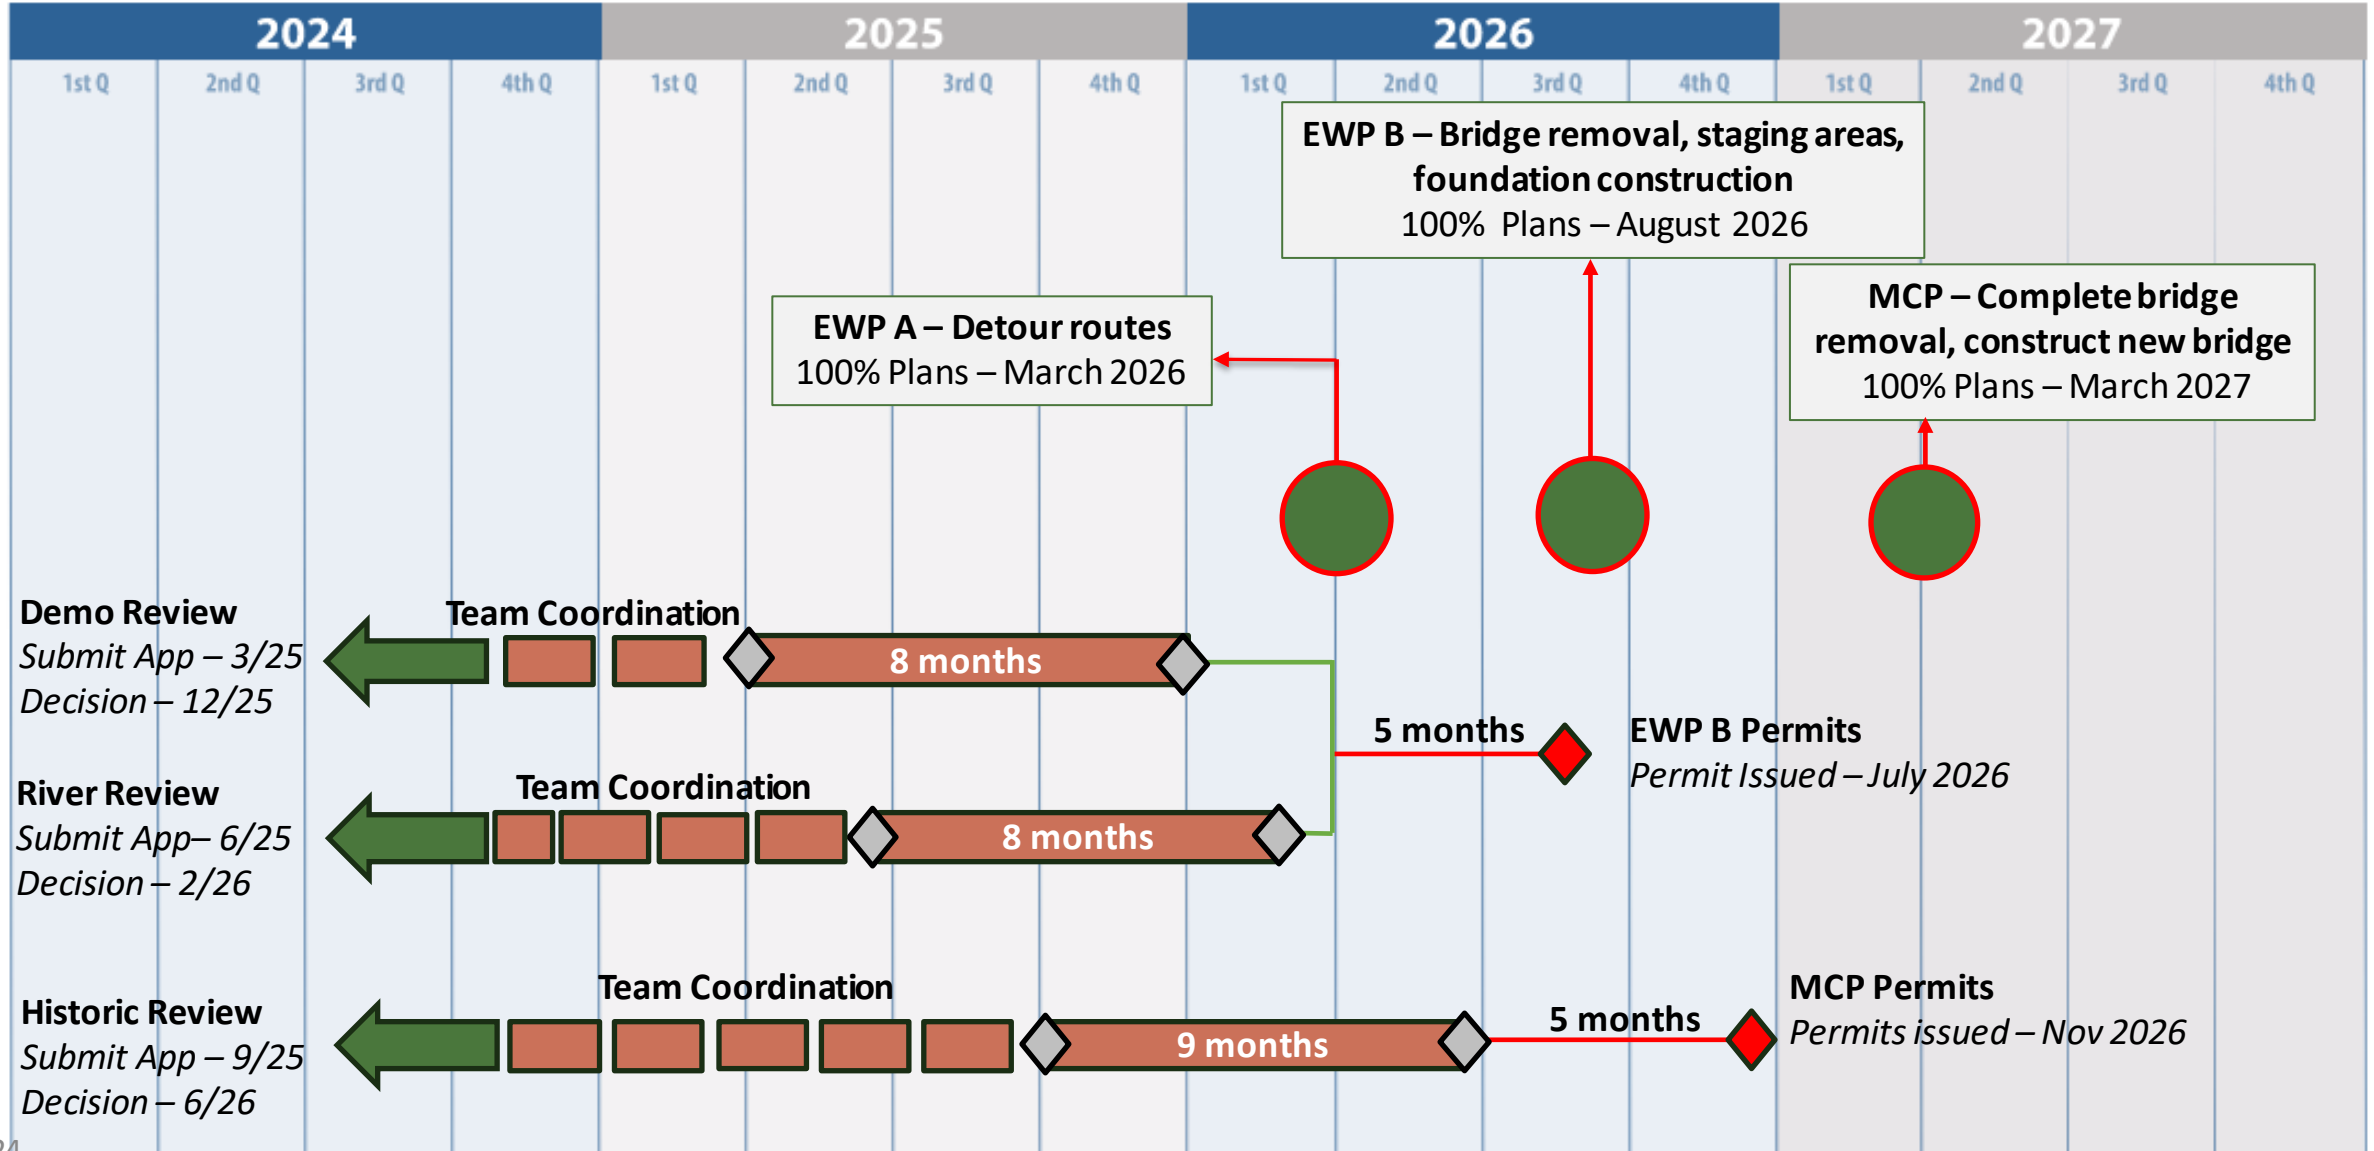 2024 2025 2026 2027
1st Q 2nd Q 3rd Q 4th Q 1st Q 2nd Q 3rd Q 4th Q 1st Q 2nd Q 3rd Q 4th Q 1st Q 2nd Q 3rd Q 4th Q
EWP B – Bridge removal, staging areas,
foundation construction
100% Plans – August 2026
EWP A – Detour routes
100% Plans – March 2026
MCP – Complete bridge
removal, construct new bridge
100% Plans – March 2027
Demo Review
Submit App – 3/25
Decision – 12/25
Team Coordination
8 months
5 months
EWP B Permits
Permit Issued – July 2026
River Review
Submit App– 6/25
Decision – 2/26
Team Coordination
8 months
Historic Review
Submit App – 9/25
Decision – 6/26
Team Coordination
9 months
5 months
MCP Permits
Permits issued – Nov 2026